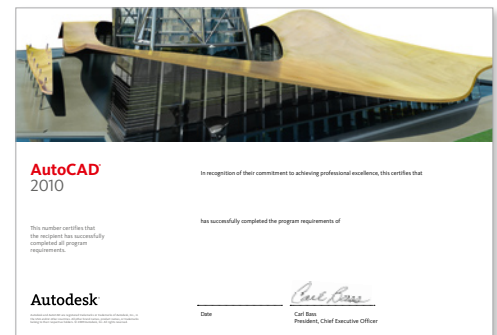 AutoCAD®
2010
In recognition of their commitment to achieving professional excellence, this certifies that
has successfully completed the program requirements of
This number certifies that
the recipient has successfully
completed all program
requirements.
Autodesk®
Carl Bass
Date
Carl Bass
President, Chief Executive Officer